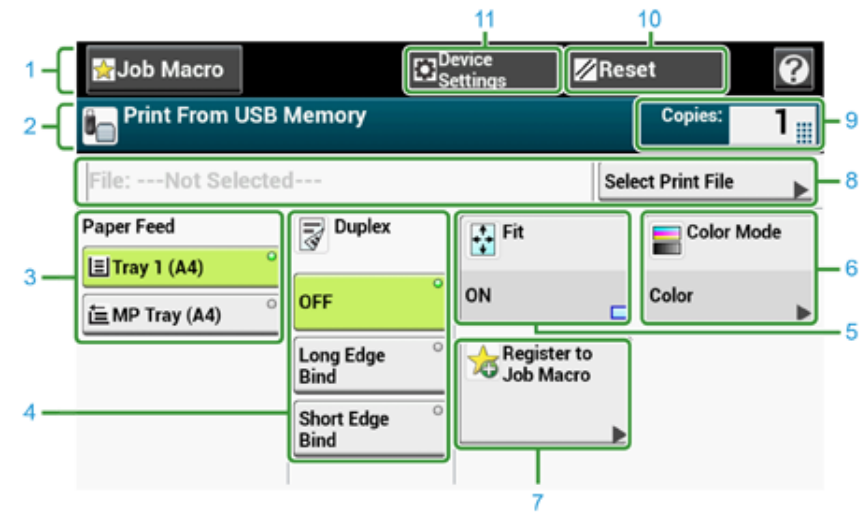 11
10
1
Job Macro
Device
Settings
Reset
?
2
Print From USB Memory
Copies:
1
9
File: ---Not Selected---
Select Print File
8
Paper Feed
Duplex
Fit
Color Mode
3
Tray 1 (A4)
6
OFF
ON
Color
MP Tray (A4)
5
Long Edge
Bind
Register to
Job Macro
4
Short Edge
Bind
7